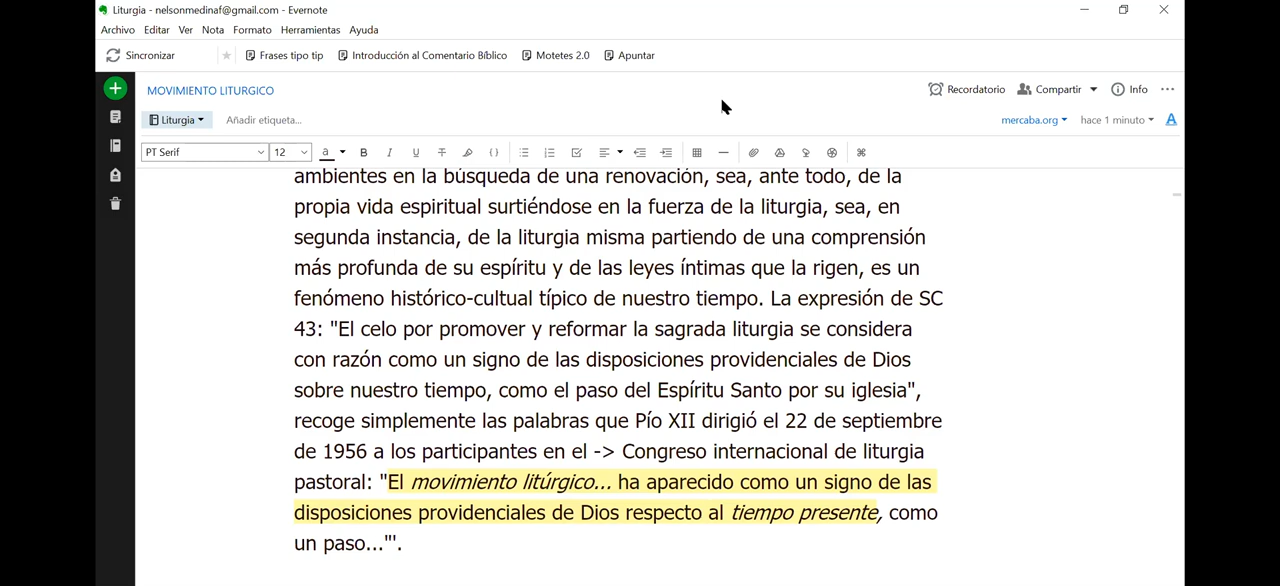 Liturgia - nelsonmedinaf@gmail.com - Evernote
Archivo Editar Ver Nota Formato Herramientas Ayuda
Sincronizar Frases tipo tip Introducción al Comentario Bíblico Motetes 2.0 Apuntar
MOVIMIENTO LITURGICO Recordatorio Compartir Info
Liturgia Añadir etiqueta... mercaba.org hace 1 minuto A
PT Serif 12 a B I U T { }
ambientes en la búsqueda de una renovación, sea, ante todo, de la
propia vida espiritual surtiéndose en la fuerza de la liturgia, sea, en
segunda instancia, de la liturgia misma partiendo de una comprensión
más profunda de su espíritu y de las leyes íntimas que la rigen, es un
fenómeno histórico-cultual típico de nuestro tiempo. La expresión de SC
43: "El celo por promover y reformar la sagrada liturgia se considera
con razón como un signo de las disposiciones providenciales de Dios
sobre nuestro tiempo, como el paso del Espíritu Santo por su iglesia",
recoge simplemente las palabras que Pío XII dirigió el 22 de septiembre
de 1956 a los participantes en el -> Congreso internacional de liturgia
pastoral: "El movimiento litúrgico... ha aparecido como un signo de las
disposiciones providenciales de Dios respecto al tiempo presente, como
un paso..."'.